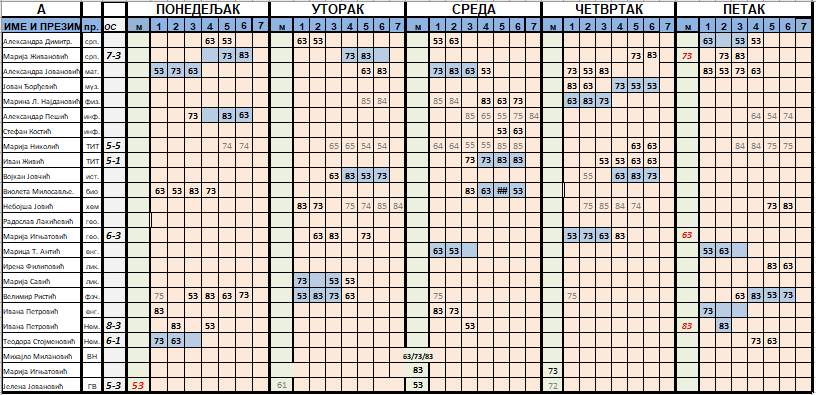 А ПОНЕДЕЉАК УТОРАК СРЕДА ЧЕТВРТАК ПЕТАК
ИМЕ И ПРЕЗИМ пр. ОС м 1 2 3 4 5 6 7 м 1 2 3 4 5 6 7 м 1 2 3 4 5 6 7 м 1 2 3 4 5 6 7 м 1 2 3 4 5 6 7
Александра Димитр. срп. 63 53 63 53 53 63 63 53 53
Марија Живановић срп. 7-3 73 83 73 83 73 83 73 73 83
Александра Јовановић мат. 53 73 63 63 83 73 83 63 53 73 53 83 83 53 73 63
Јован Ђорђевић муз. 83 63 73 53 53
Марина Л. Најдановић физ. 85 84 85 84 83 63 73 63 83 73
Александар Пешић инф. 73 83 63 85 65 55 75 84 64 54 74
Стефан Костић инф. 53 63
Марија Николић ТИТ 5-5 74 74 65 65 54 54 64 64 55 55 85 85 63 63 84 84 75 75
Иван Живић ТИТ 5-1 73 73 83 83 53 53 63 63
Војкан Јовчић ист. 63 83 53 73 55 63 83 73
Виолета Милосавље. био 63 53 83 73 83 63 ## 53
Небојша Јовић хем 83 73 75 74 85 84 75 85 84 74 73 83
Радослав Лакићевић гео.
Марија Игњатовић гео. 6-3 63 83 73 53 73 63 83 63
Марица Т. Антић енг. 63 53 53 63
Ирена Филиповић лик. 83 63
Марија Савић лик. 73 63 53 53
Велимир Ристић фзч. 75 53 83 63 73 53 83 73 63 75 75 63 83 53 73
Ивана Петровић енг. 83 83 73 73
Ивана Петровић Нем. 8-3 83 53 53 83 83
Теодора Стојменовић Нем. 6-1 73 63 73 63
Михајло Милановић ВН 63/73/83
Марија Игњатовић 83 73
Јелена Јовановић ГВ 5-3 53 61 53 72